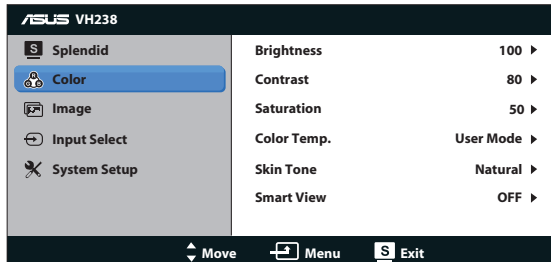 ASUS VH238
S Splendid
Color
Image
Input Select
System Setup
Brightness 100
Contrast 80
Saturation 50
Color Temp. User Mode
Skin Tone Natural
Smart View OFF
Move Menu S Exit